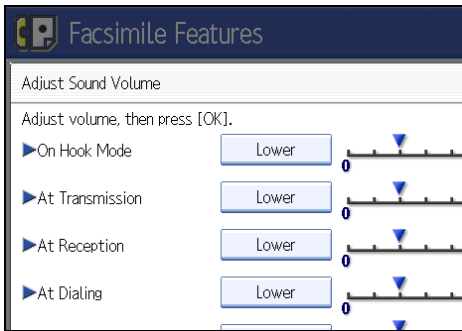 Facsimile Features
Adjust Sound Volume
Adjust volume, then press [OK].
▶On Hook Mode Lower 0
▶At Transmission Lower 0
▶At Reception Lower 0
▶At Dialing Lower 0